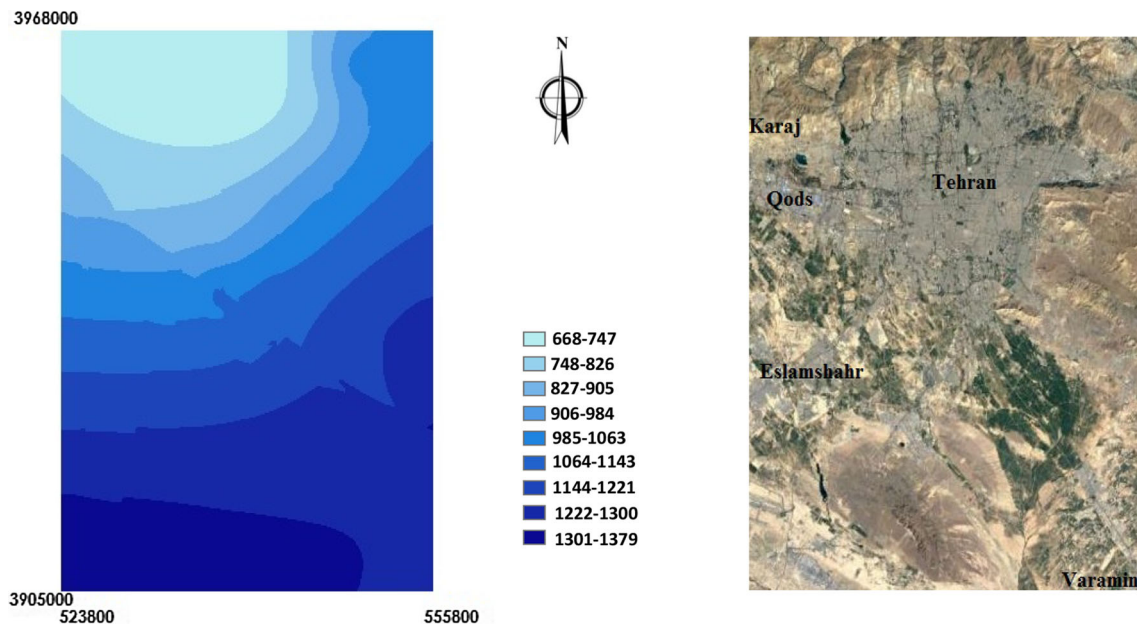 3968000
3905000
523800
555800
N
668-747
748-826
827-905
906-984
985-1063
1064-1143
1144-1221
1222-1300
1301-1379
Karaj
Qods
Tehran
Eslamshahr
Varamin